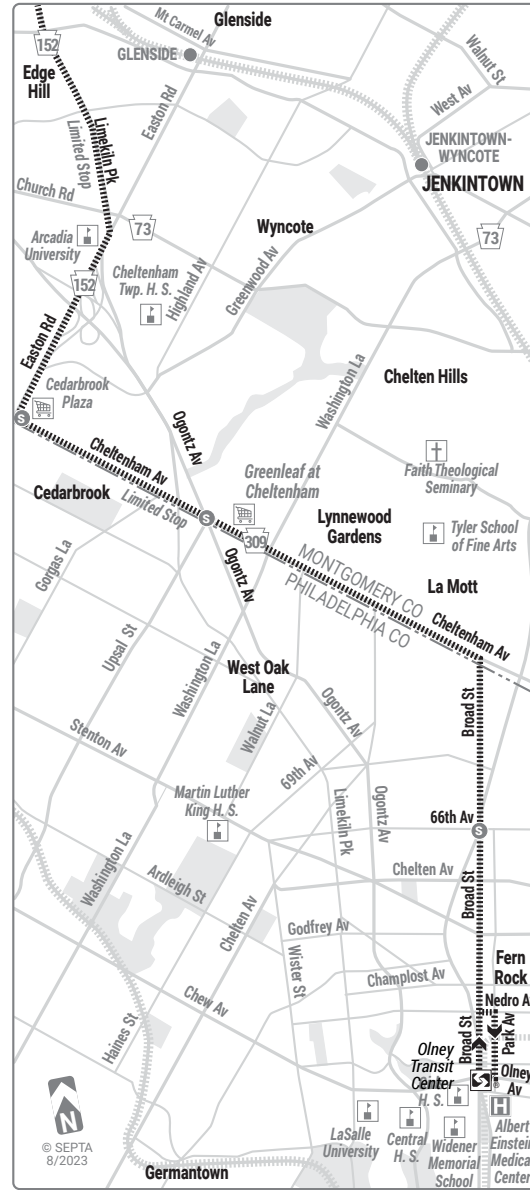 Glenside
Mt Carmel Av
GLENSIDE
152
Edge
Hill
Walnut St
West Av
Easton Rd
Limekiln Pk
Limited Stop
JENKINTOWN-
WYNCOTE
JENKINTOWN
Church Rd
73
73
Wyncote
Arcadia
University
152
Cheltenham
Twp. H. S.
Highland Av
Greenwood Av
Easton Rd
Washington La
Chelten Hills
Cedarbrook
Plaza
S
Ogontz Av
Cheltenham Av
Limited Stop
Cedarbrook
Greenleaf at
Cheltenham
Faith Theological
Seminary
S
309
Lynnewood
Gardens
Tyler School
of Fine Arts
Gorgas La
Ogontz Av
MONTGOMERY CO
PHILADELPHIA CO
La Mott
Cheltenham Av
Upsal St
Washington La
West Oak
Lane
Broad St
Stenton Av
Walnut La
Ogontz Av
69th Av
Martin Luther
King H. S.
Limekiln Pk
Ogontz Av
66th Av
S
Washington La
Ardleigh St
Chelten Av
Chelten Av
Broad St
Godfrey Av
Wister St
Fern
Rock
Champlost Av
Chew Av
Nedro A
Haines St
Broad St
Park Av
Olney
Transit
Center
Olney
Av
H. S.
H
N
© SEPTA
8/2023
LaSalle
University
Central
H. S.
Widener
Memorial
School
Albert
Einstein
Medica
Center
Germantown